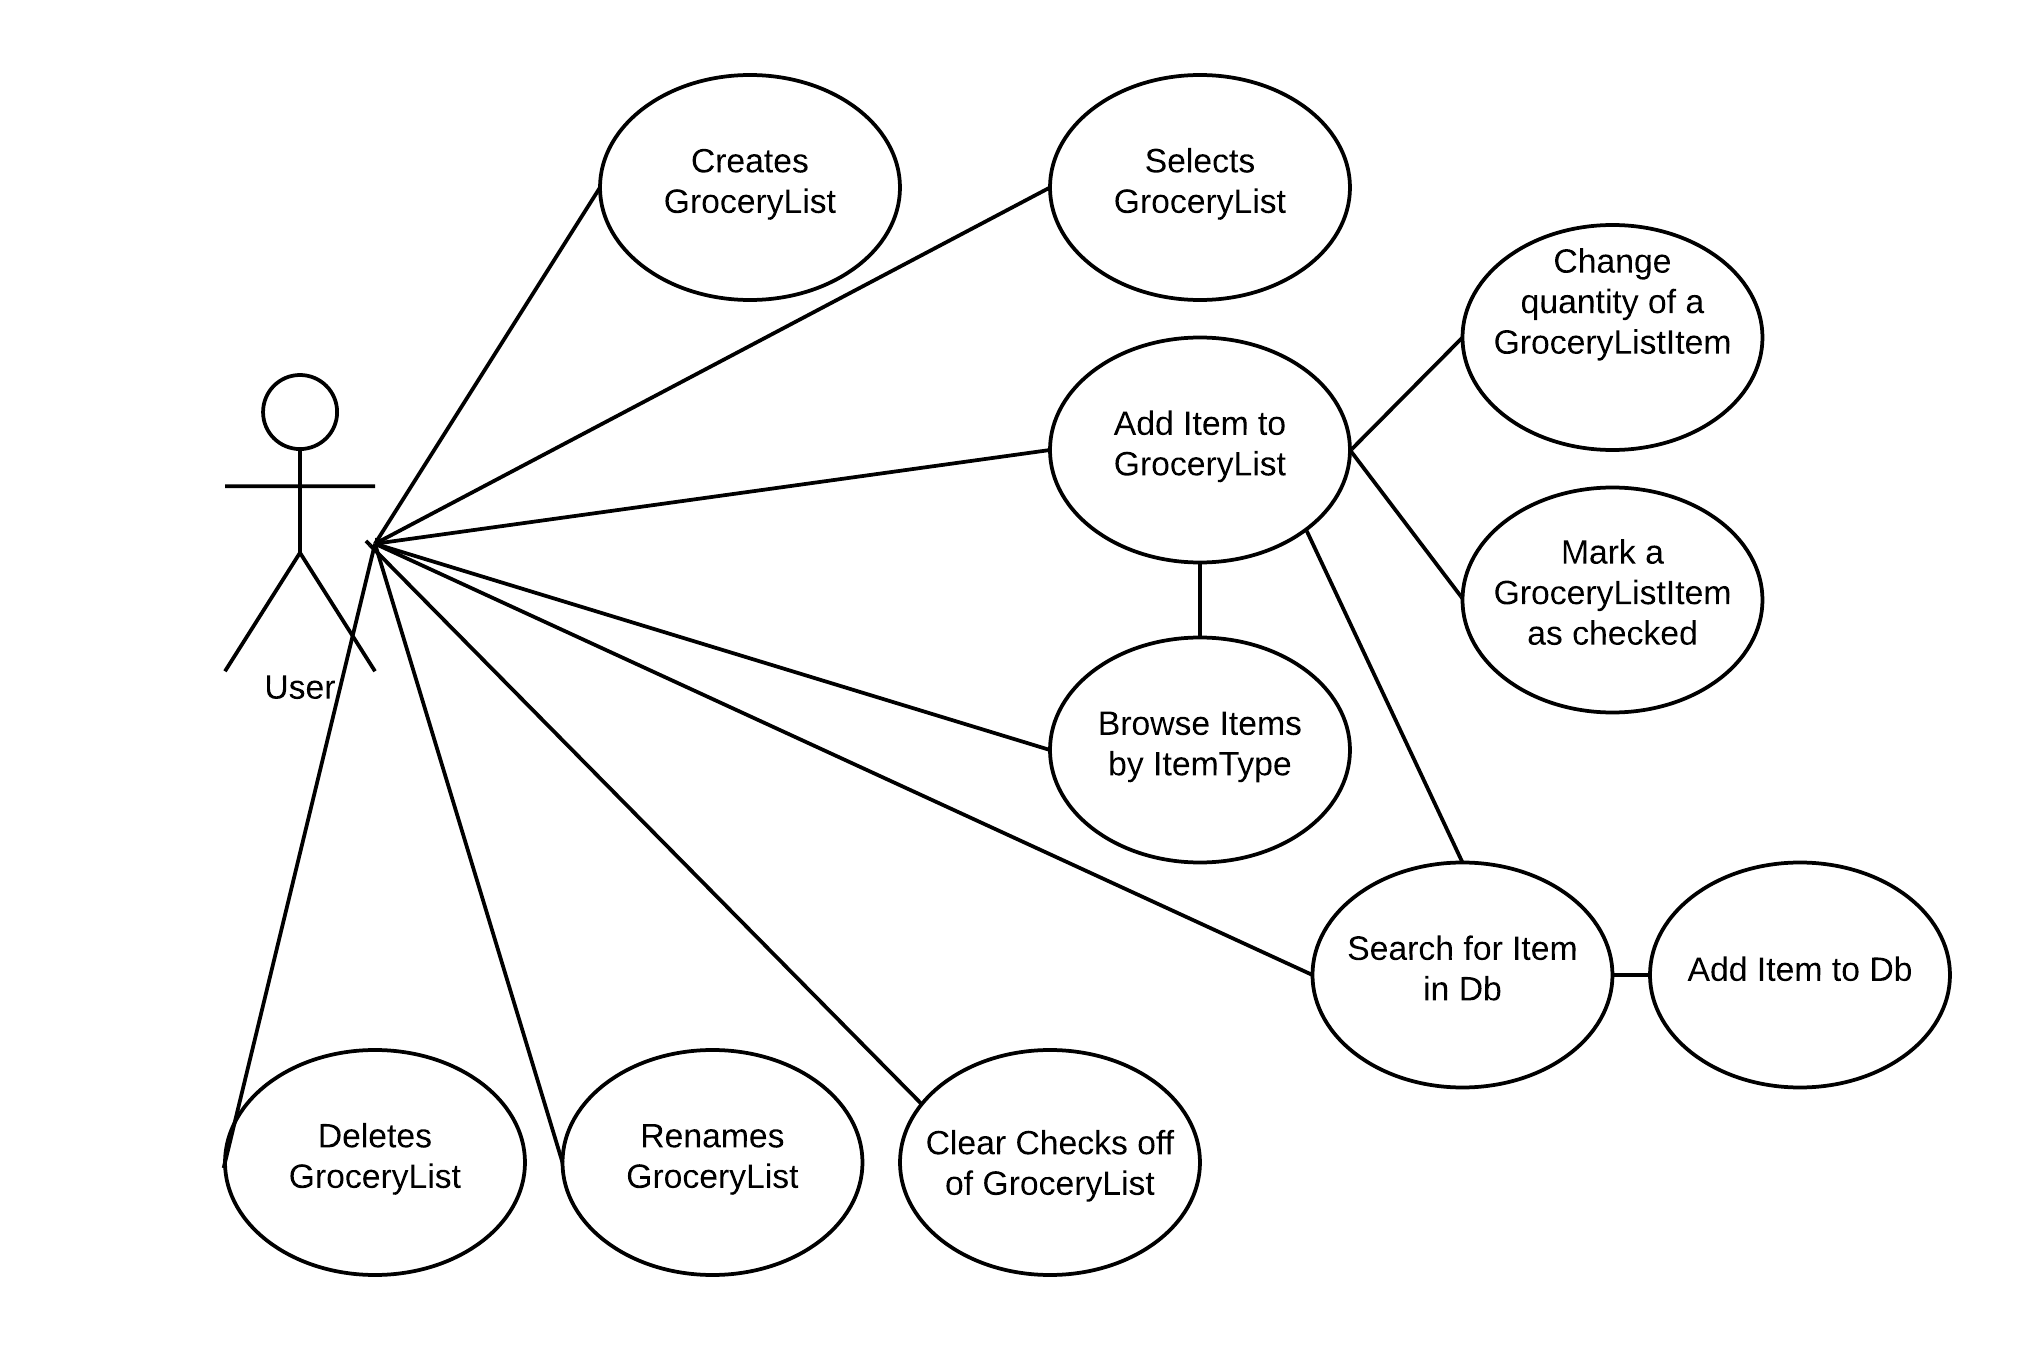 Creates
GroceryList
Selects
GroceryList
Change
quantity of a
GroceryListItem
Add Item to
GroceryList
Mark a
GroceryListItem
as checked
User
Browse Items
by ItemType
Search for Item
in Db
Add Item to Db
Deletes
GroceryList
Renames
GroceryList
Clear Checks off
of GroceryList